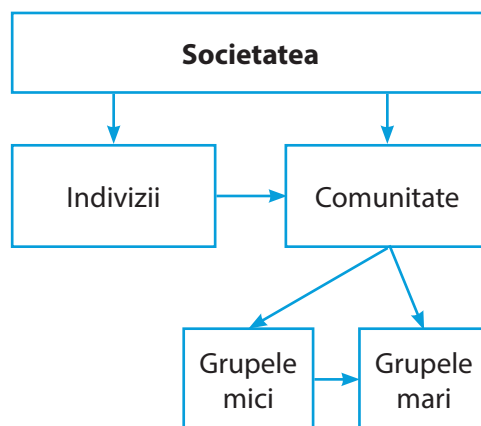 Societatea
Indivizii
Comunitate
Grupele
mici
Grupele
mari